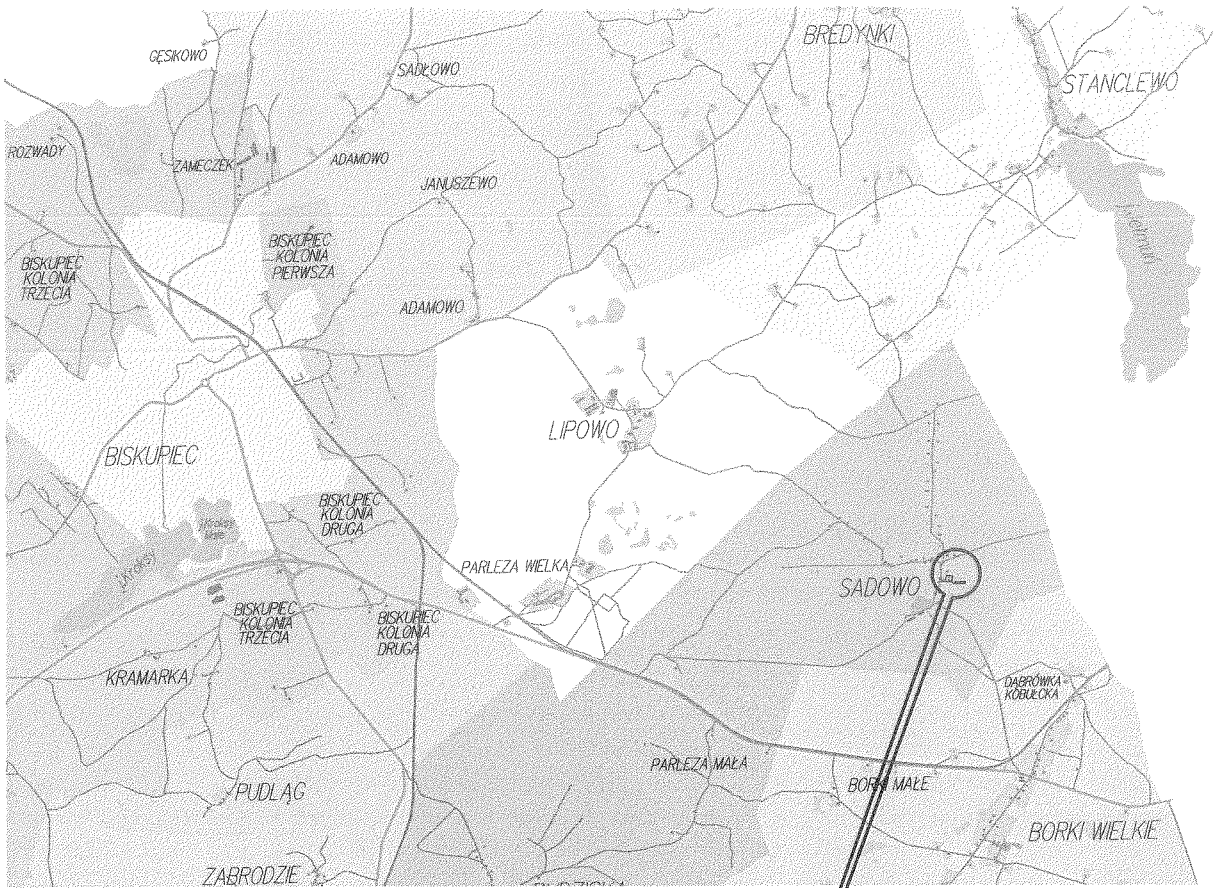 BREDYNKI
GĘSIKOWO
SADŁOWO
STANCLEWO
ROZWADY
ZAMECZEK
ADAMOWO
JANUSZEWO
BISKUPIEC
KOLONIA
PIERWSZA
BISKUPIEC
KOLONIA
TRZECIA
ADAMOWO
LIPOWO
BISKUPIEC
BISKUPIEC
KOLONIA
DRUGA
PARLEZA WIELKA
SADOWO
BISKUPIEC
KOLONIA
TRZECIA
BISKUPIEC
KOLONIA
DRUGA
KRAMARKA
DĄBRÓWKA
KOBUŁCKA
PARLEZA MAŁA
BORKI MAŁE
PUDLĄG
BORKI WIELKIE
ZABRODZIE